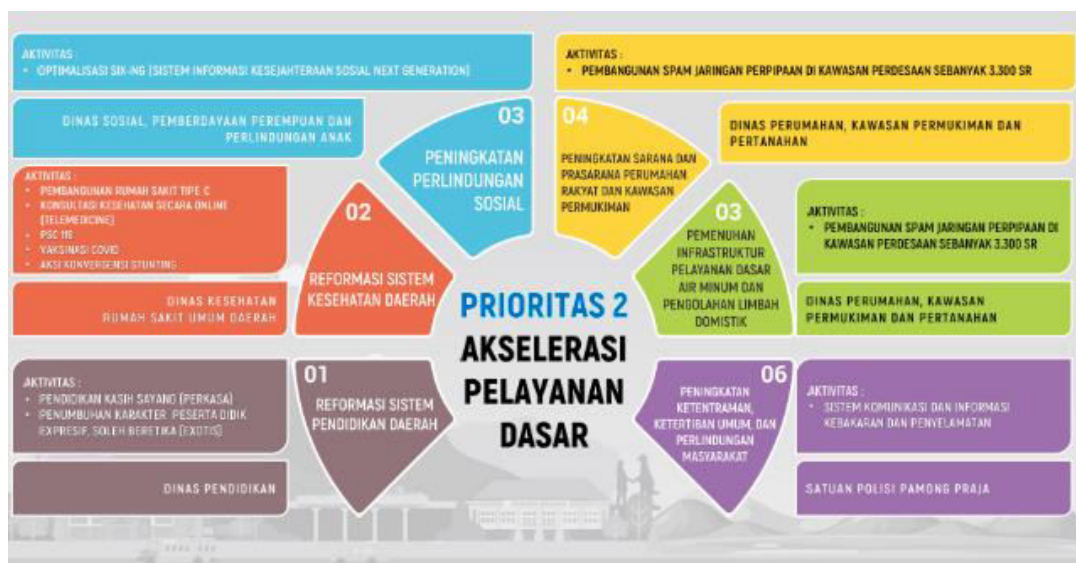 AKTIVITAS :
• OPTIMALISASI SIX-NG (SISTEM INFORMASI KESEJAHTERAAN SOSIAL NEXT GENERATION)
DINAS SOSIAL, PEMBERDAYAAN PEREMPUAN DAN
PERLINDUNGAN ANAK
03
PENINGKATAN
PERLINDUNGAN
SOSIAL
AKTIVITAS :
• PEMBANGUNAN SPAM JARINGAN PERPIPAAN DI KAWASAN PERDESAAN SEBANYAK 3.300 SR
04
PENINGKATAN SARANA DAN
PRASARANA PERUMAHAN
RAKYAT DAN KAWASAN
PERMUKIMAN
DINAS PERUMAHAN, KAWASAN PERMUKIMAN DAN
PERTANAHAN
AKTIVITAS :
• PEMBANGUNAN RUMAH SAKIT TIPE C
• KONSULTASI KESEHATAN SECARA ONLINE
(TELEMEDICINE)
• PSC 119
• VAKSINASI COVID
• AKSI KONVERGENSI STUNTING
DINAS KESEHATAN
RUMAH SAKIT UMUM DAERAH
02
REFORMASI SISTEM
KESEHATAN DAERAH
03
PEMENUHAN
INFRASTRUKTUR
PELAYANAN DASAR
AIR MINUM DAN
PENGOLAHAN LIMBAH
DOMISTIK
AKTIVITAS :
• PEMBANGUNAN SPAM JARINGAN PERPIPAAN DI
KAWASAN PERDESAAN SEBANYAK 3.300 SR
DINAS PERUMAHAN, KAWASAN
PERMUKIMAN DAN PERTANAHAN
PRIORITAS 2
AKSELERASI
PELAYANAN
DASAR
AKTIVITAS :
• PENDIDIKAN KASIH SAYANG (PERKASA)
• PENUMBUHAN KARAKTER PESERTA DIDIK
EXPRESIF, SOLEH BERETIKA (EXOTIS)
DINAS PENDIDIKAN
01
REFORMASI SISTEM
PENDIDIKAN DAERAH
06
PENINGKATAN
KETENTRAMAN,
KETERTIBAN UMUM, DAN
PERLINDUNGAN
MASYARAKAT
AKTIVITAS :
• SISTEM KOMUNIKASI DAN INFORMASI
KEBAKARAN DAN PENYELAMATAN
SATUAN POLISI PAMONG PRAJA